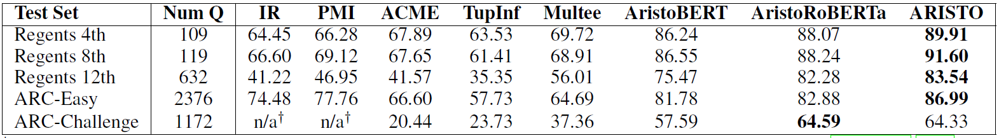 Test Set Num Q IR PMI ACME TupInf Multee AristoBERT AristoRoBERTa ARISTO
Regents 4th 109 64.45 66.28 67.89 63.53 69.72 86.24 88.07 89.91
Regents 8th 119 66.60 69.12 67.65 61.41 68.91 86.55 88.24 91.60
Regents 12th 632 41.22 46.95 41.57 35.35 56.01 75.47 82.28 83.54
ARC-Easy 2376 74.48 77.76 66.60 57.73 64.69 81.78 82.88 86.99
ARC-Challenge 1172 n/a† n/a† 20.44 23.73 37.36 57.59 64.59 64.33